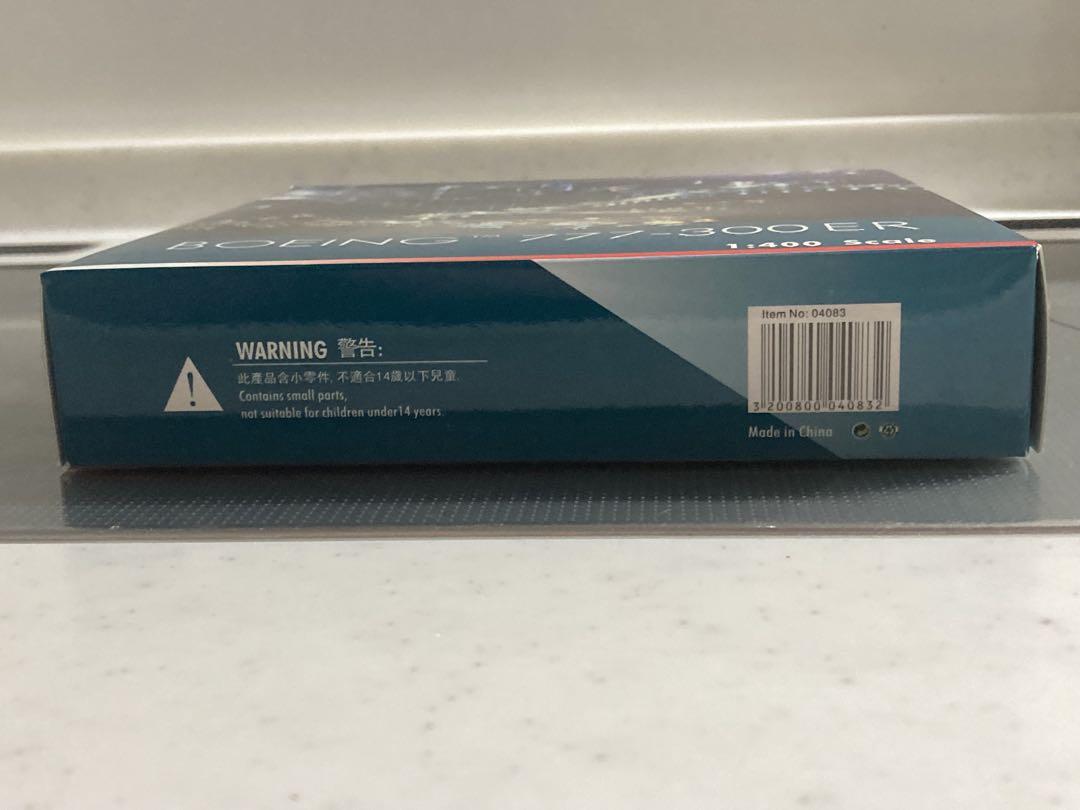 BOEING™ 777-300ER
1:400 Scale
WARNING 警告:
此產品含小零件, 不適合14歲以下兒童.
Contains small parts,
not suitable for children under14 years.
Item No: 04083
3 200800 040832
Made in China